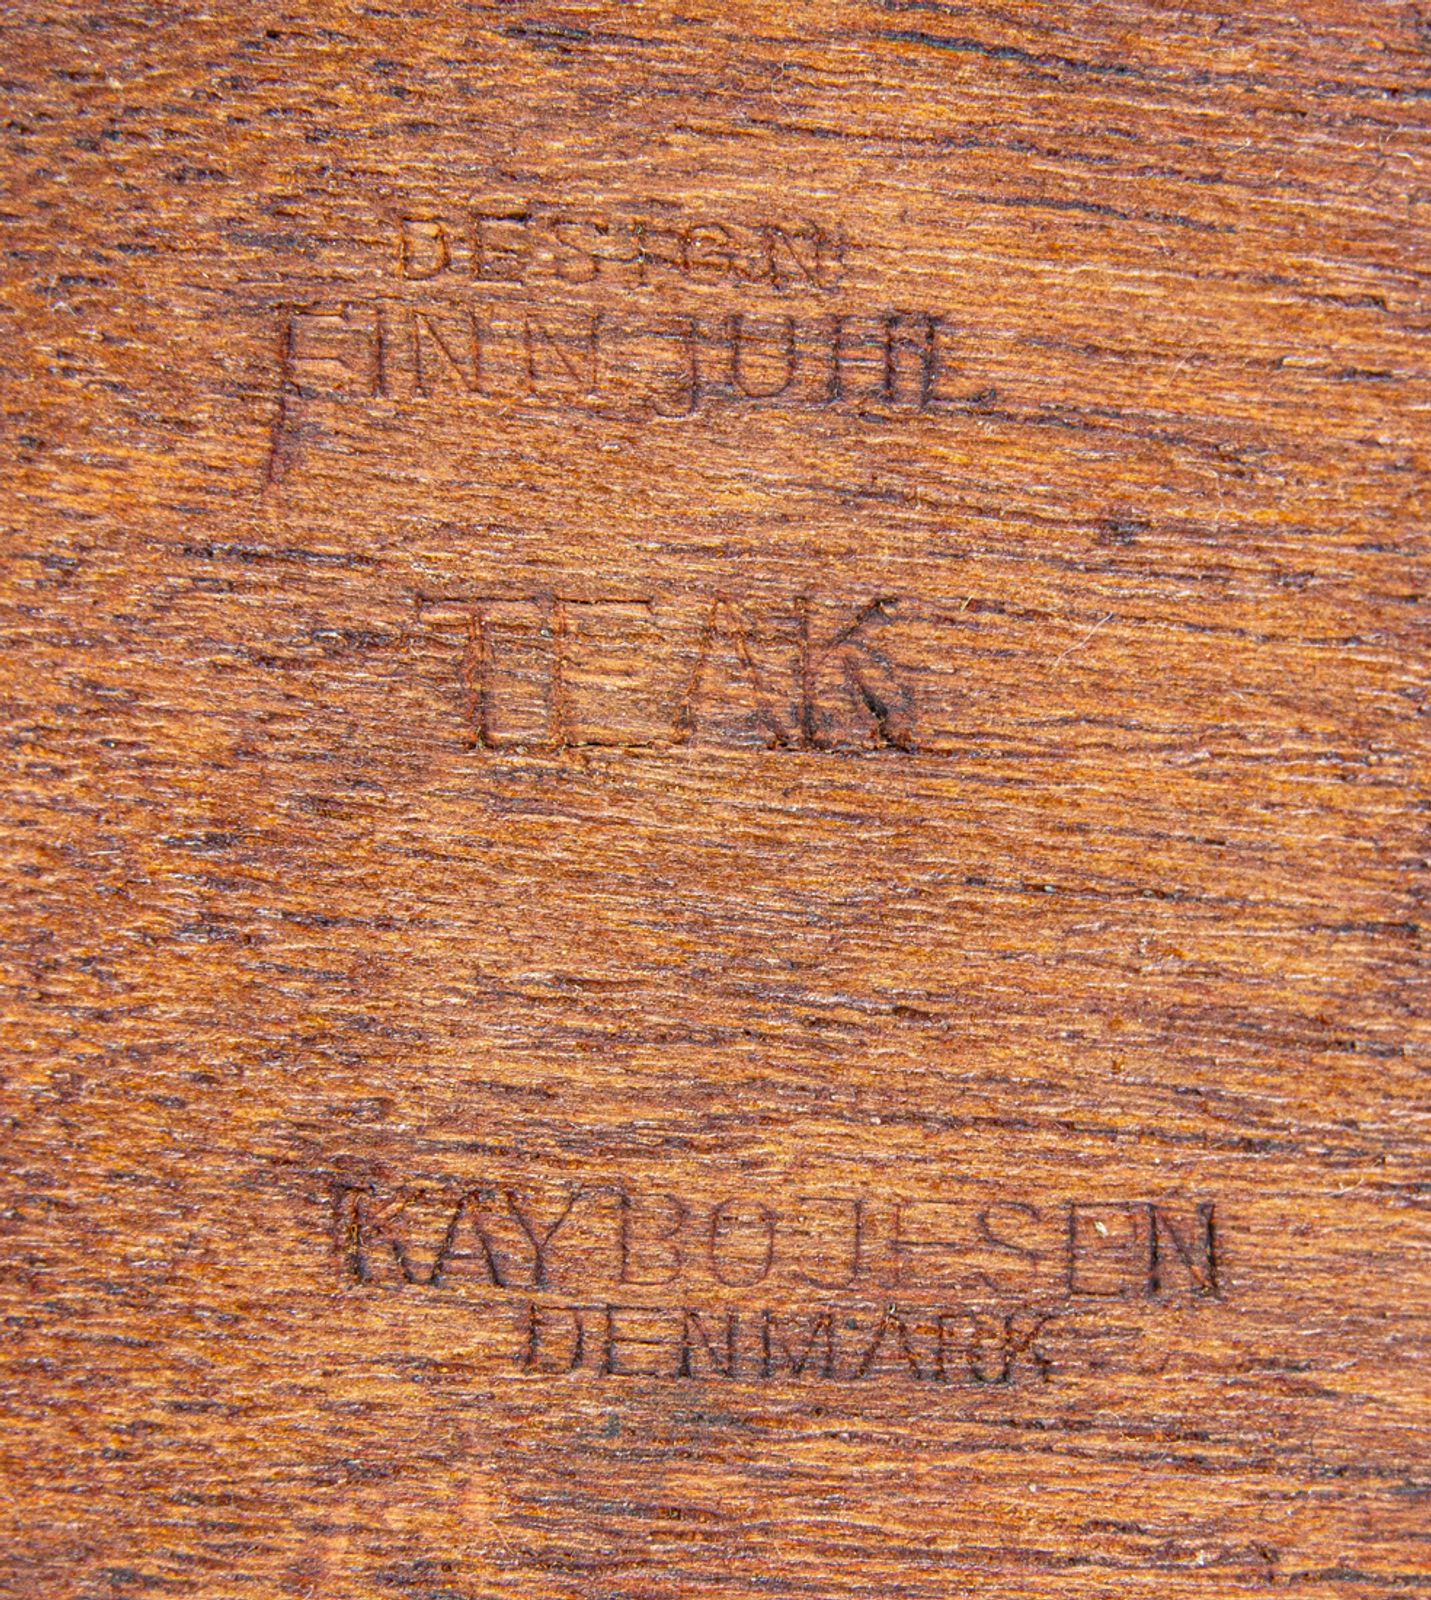 DESIGN
FINN JUHL
TEAK
KAY BOJESEN
DENMARK